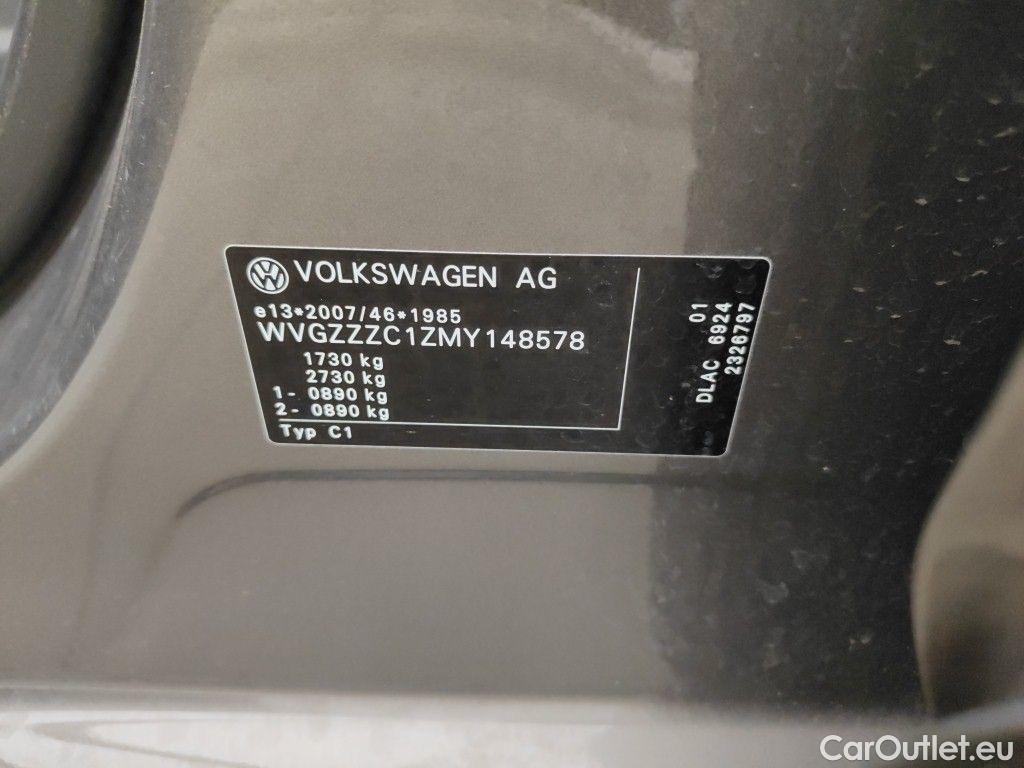 VOLKSWAGEN AG
e13*2007/46*1985
WVGZZZC1ZMY148578
1730 kg
2730 kg
1- 0890 kg
2- 0890 kg
Typ C1
01
DLAC 6924
2326797
CarOutlet.eu